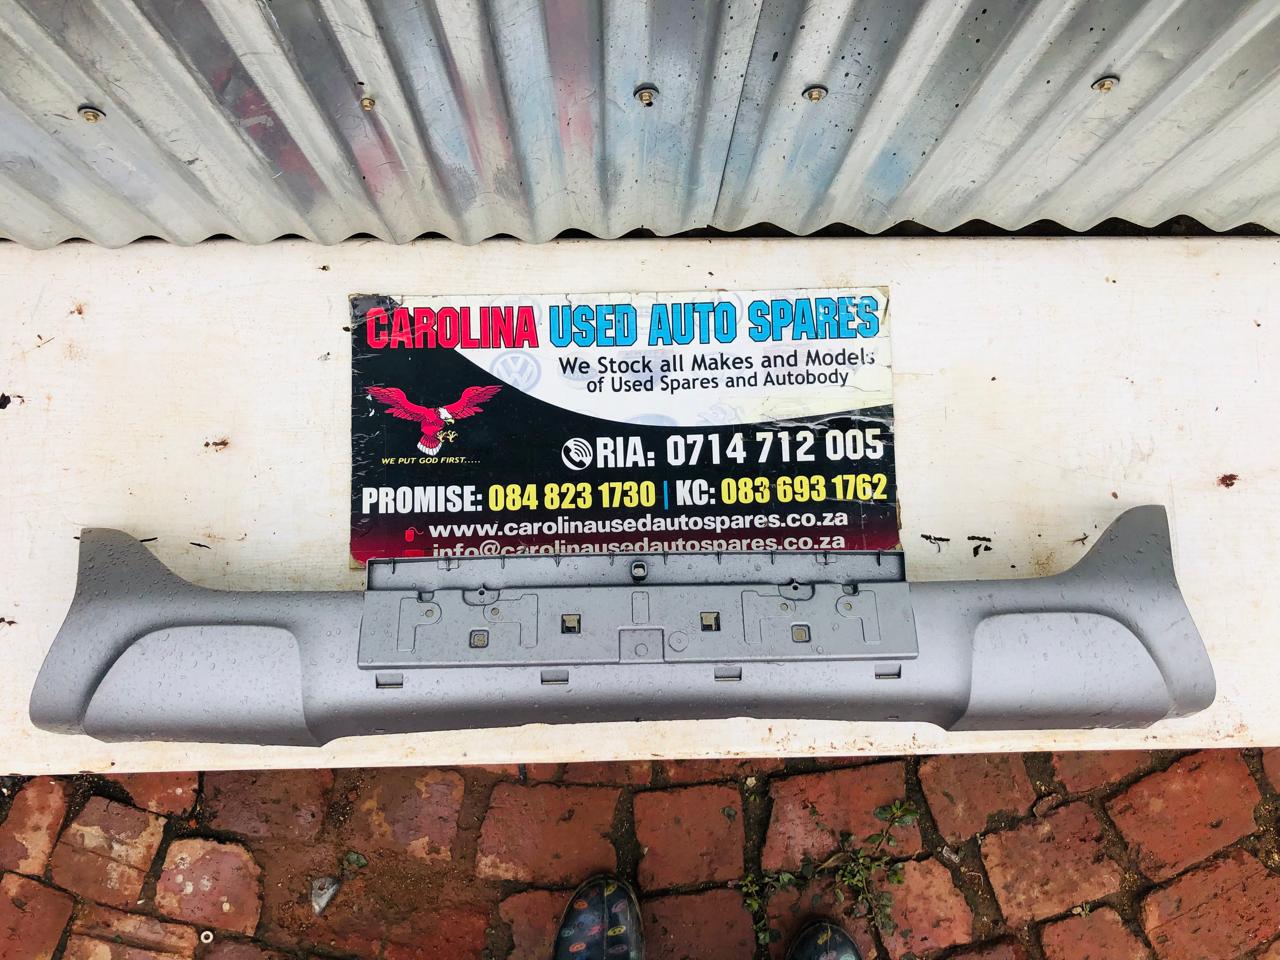 CAROLINA USED AUTO SPARES
We Stock all Makes and Models
of Used Spares and Autobody
WE PUT GOD FIRST.....
RIA: 0714 712 005
PROMISE: 084 823 1730 | KC: 083 693 1762
www.carolinausedautospares.co.za
info@carolinausedautospares.co.za